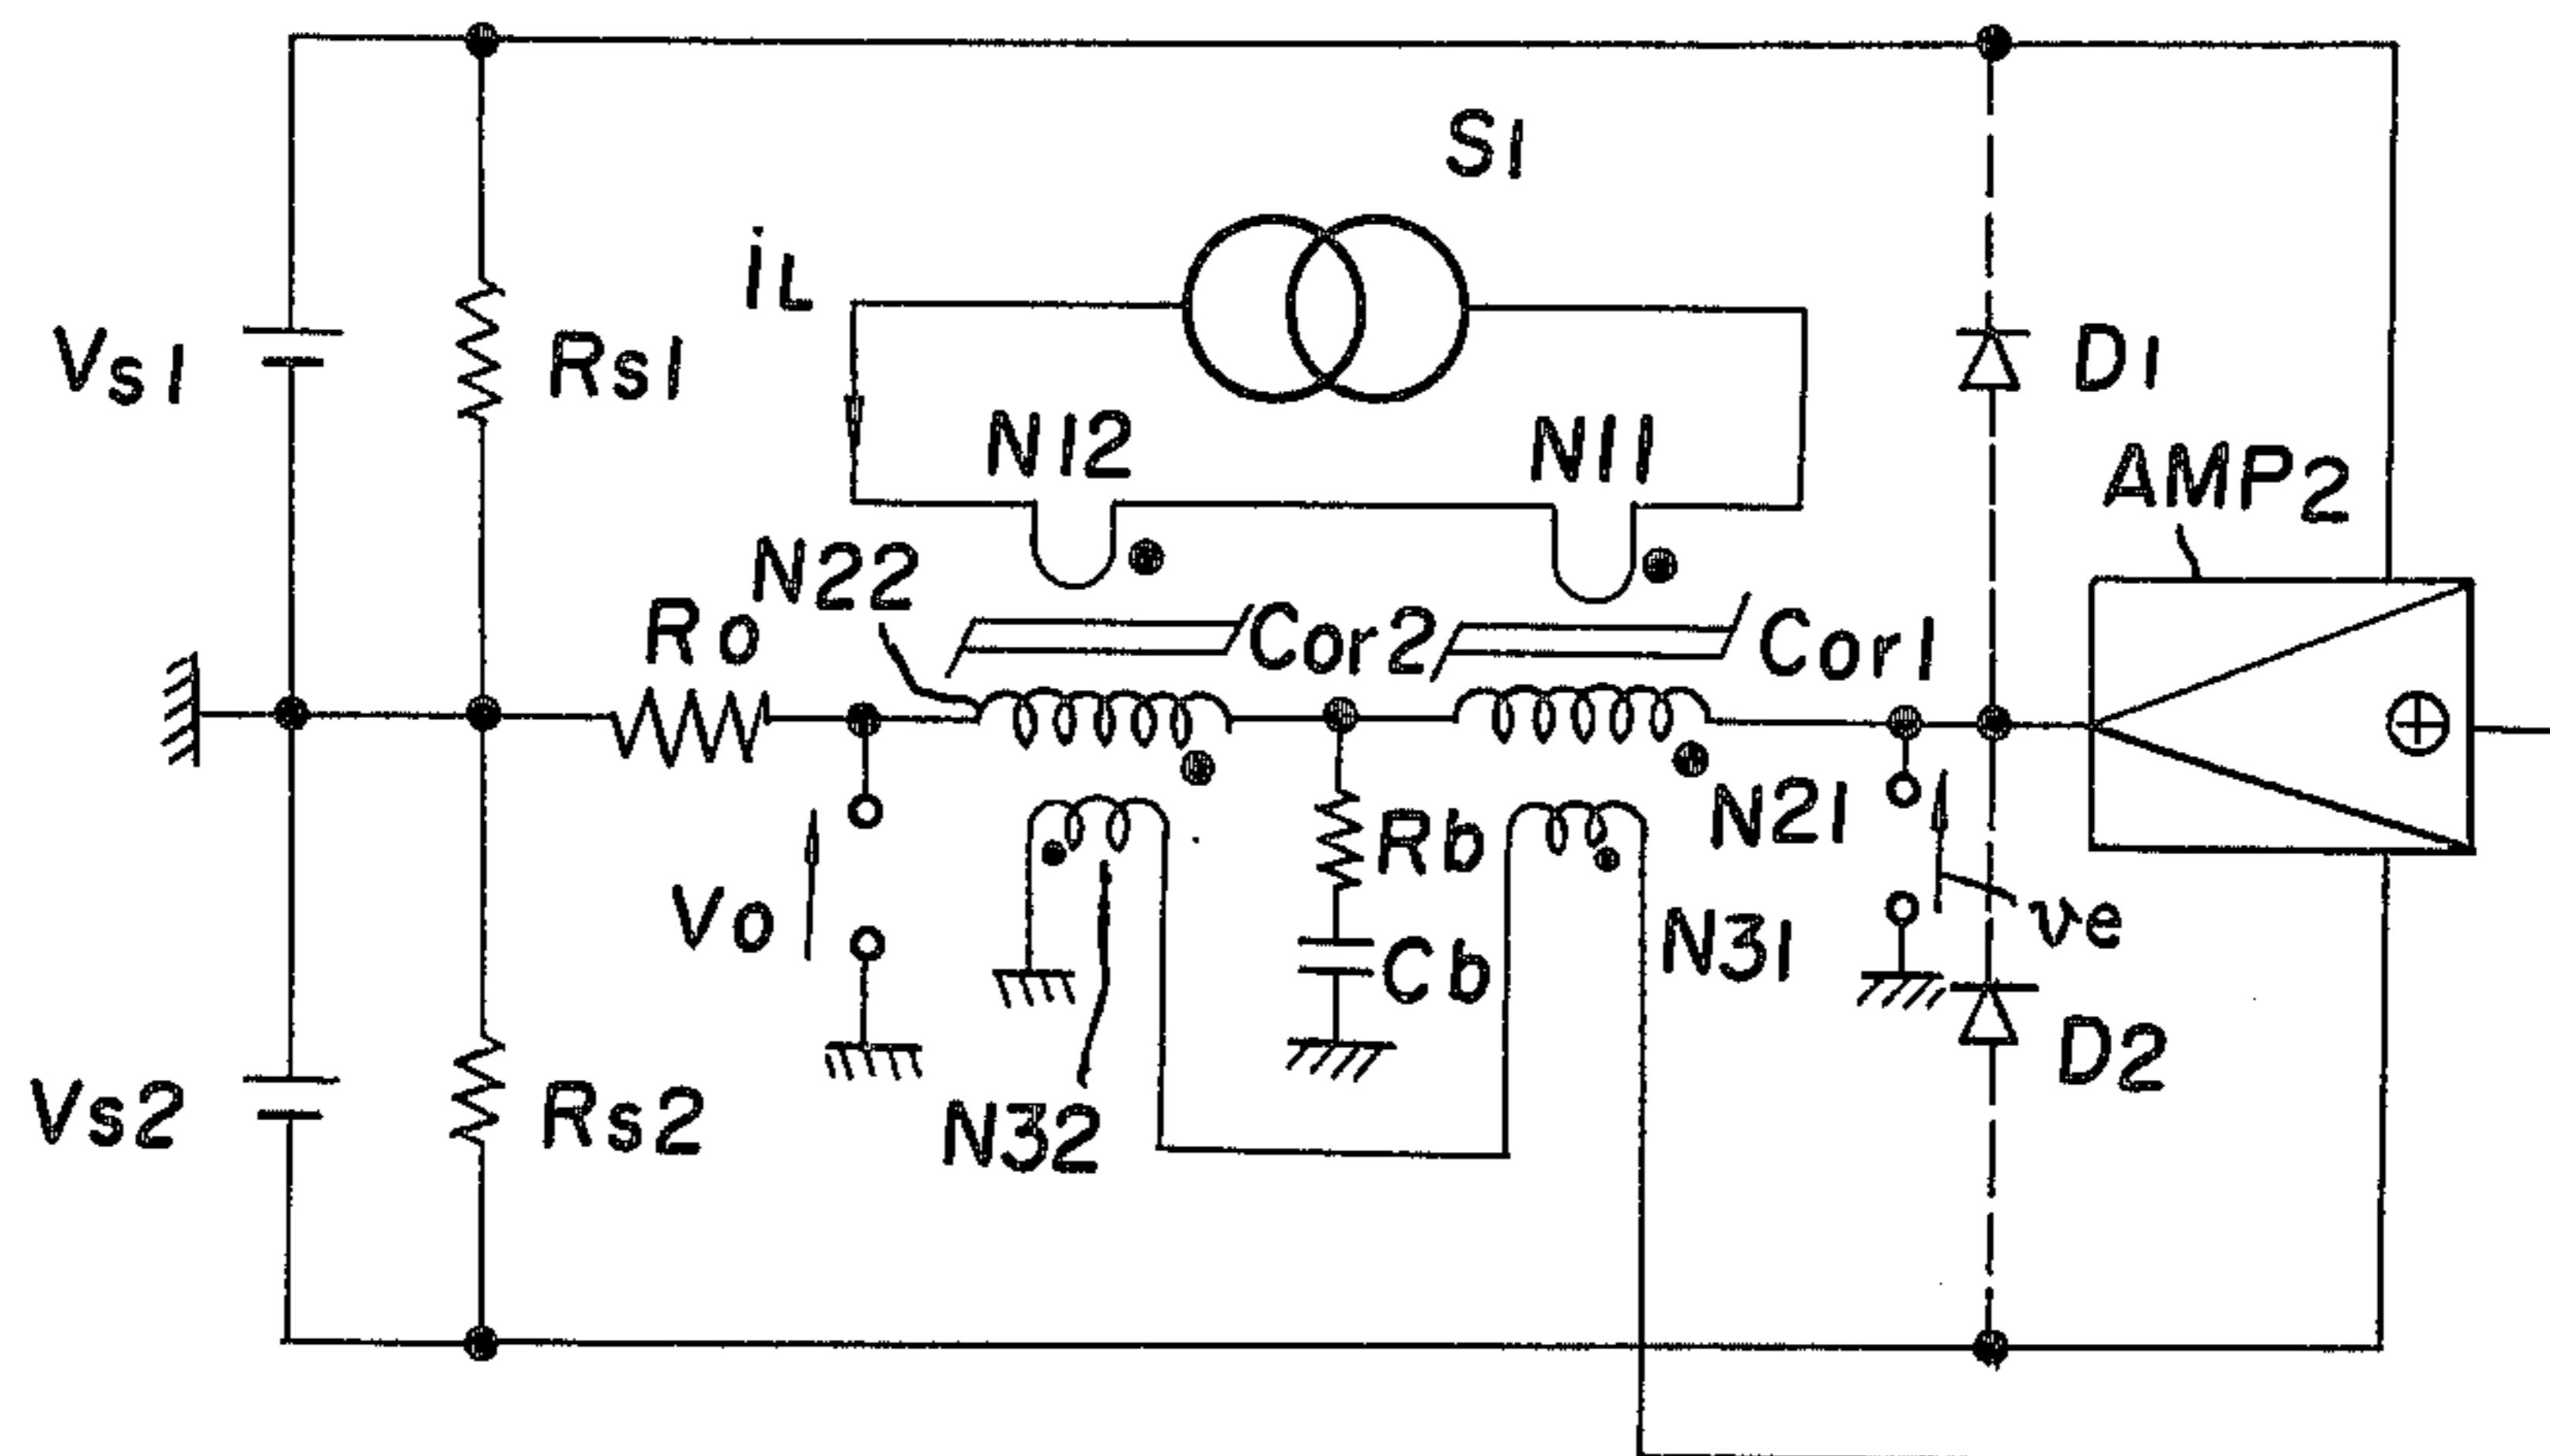 S1
iL
Vs1
Rs1
D1
N12
N11
AMP2
N22
Ro
Cor2
Cor1
N21
Rb
Vo
N31
ve
Cb
D2
Vs2
Rs2
N32